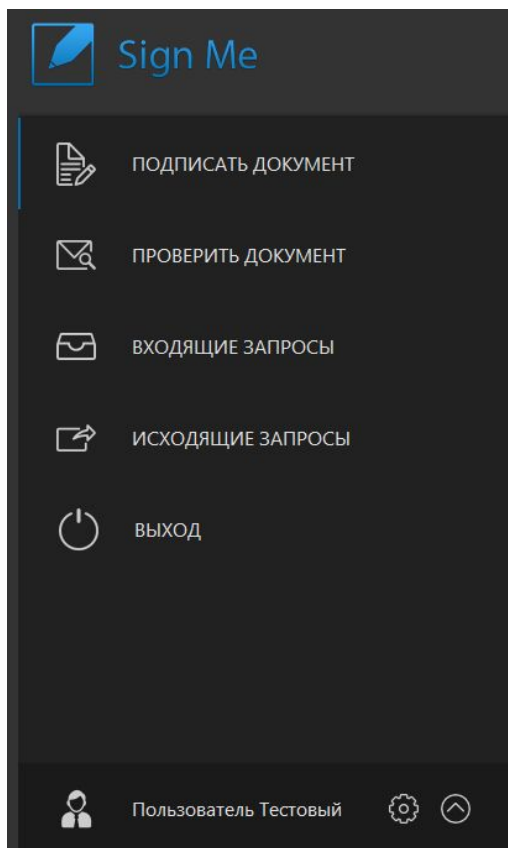 Sign Me
ПОДПИСАТЬ ДОКУМЕНТ
ПРОВЕРИТЬ ДОКУМЕНТ
ВХОДЯЩИЕ ЗАПРОСЫ
ИСХОДЯЩИЕ ЗАПРОСЫ
ВЫХОД
Пользователь Тестовый